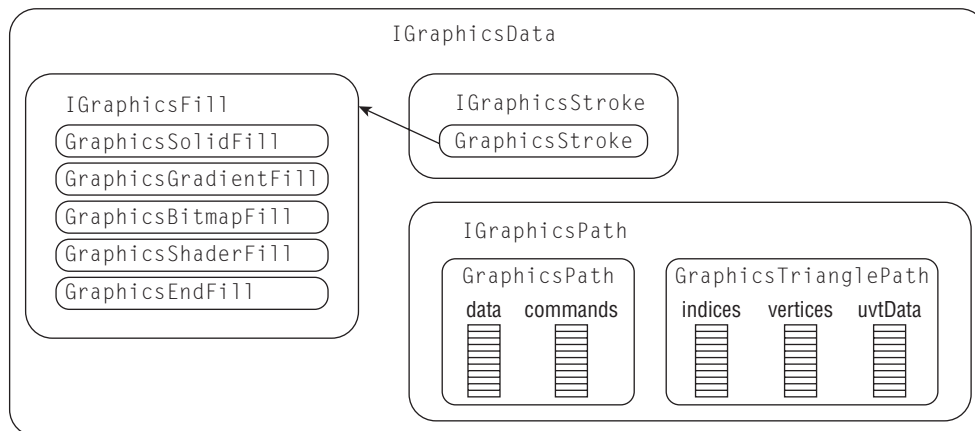 IGraphicsData
IGraphicsFill
GraphicsSolidFill
GraphicsGradientFill
GraphicsBitmapFill
GraphicsShaderFill
GraphicsEndFill
IGraphicsStroke
GraphicsStroke
IGraphicsPath
GraphicsPath
data commands
GraphicsTrianglePath
indices vertices uvtData